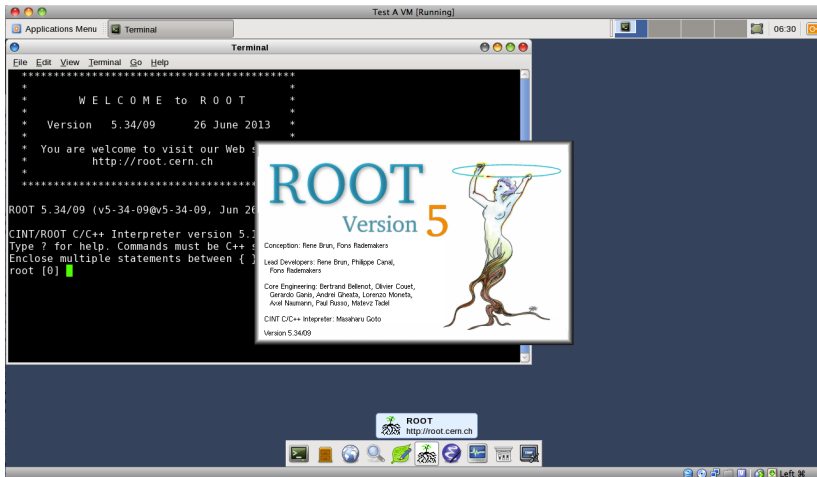 Test A VM [Running]
Applications Menu Terminal 06:30
Terminal
File Edit View Terminal Go Help
*******************************************
* *
* W E L C O M E to R O O T *
* *
* Version 5.34/09 26 June 2013 *
* *
* You are welcome to visit our Web s
* http://root.cern.ch
*
ROOT 5.34/09 (v5-34-09@v5-34-09, Jun 26
CINT/ROOT C/C++ Interpreter version 5.1
Type ? for help. Commands must be C++ s
Enclose multiple statements between { }
root [0]
ROOT
Version 5
Conception: Rene Brun, Fons Rademakers
Lead Developers: Rene Brun, Philippe Canal,
Fons Rademakers
Core Engineering: Bertrand Bellenot, Olivier Couet,
Gerardo Ganis, Andrei Gheata, Lorenzo Moneta,
Axel Naumann, Paul Russo, Matevz Tadel
CINT C/C++ Intepreter: Masaharu Goto
Version 5.34/09
ROOT
http://root.cern.ch
Left ⌘